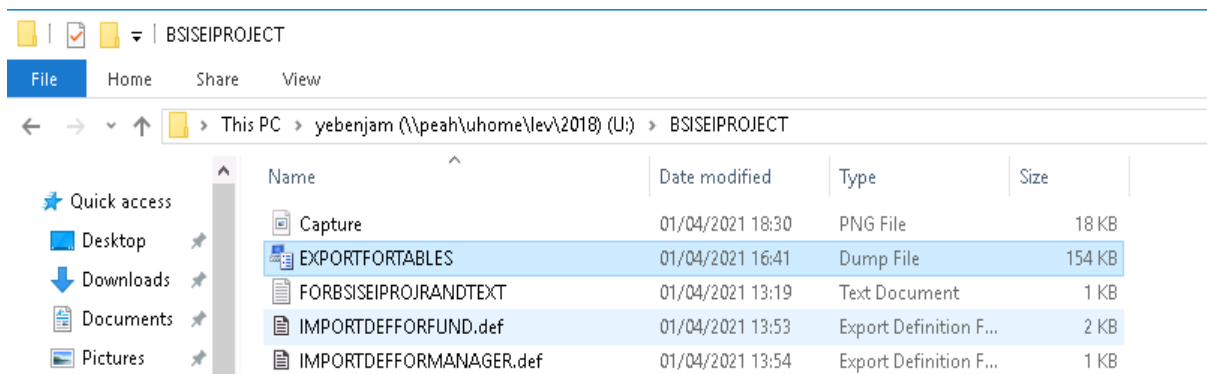 BSISEIPROJECT
File Home Share View
This PC > yebenjam (\\peah\uhome\lev\2018) (U:) > BSISEIPROJECT
Name Date modified Type Size
Quick access
Desktop
Downloads
Documents
Pictures
Capture 01/04/2021 18:30 PNG File 18 KB
EXPORTFORTABLES 01/04/2021 16:41 Dump File 154 KB
FORBSISEIPROJRANDTEXT 01/04/2021 13:19 Text Document 1 KB
IMPORTDEFFORFUND.def 01/04/2021 13:53 Export Definition F... 2 KB
IMPORTDEFFORMANAGER.def 01/04/2021 13:54 Export Definition F... 1 KB